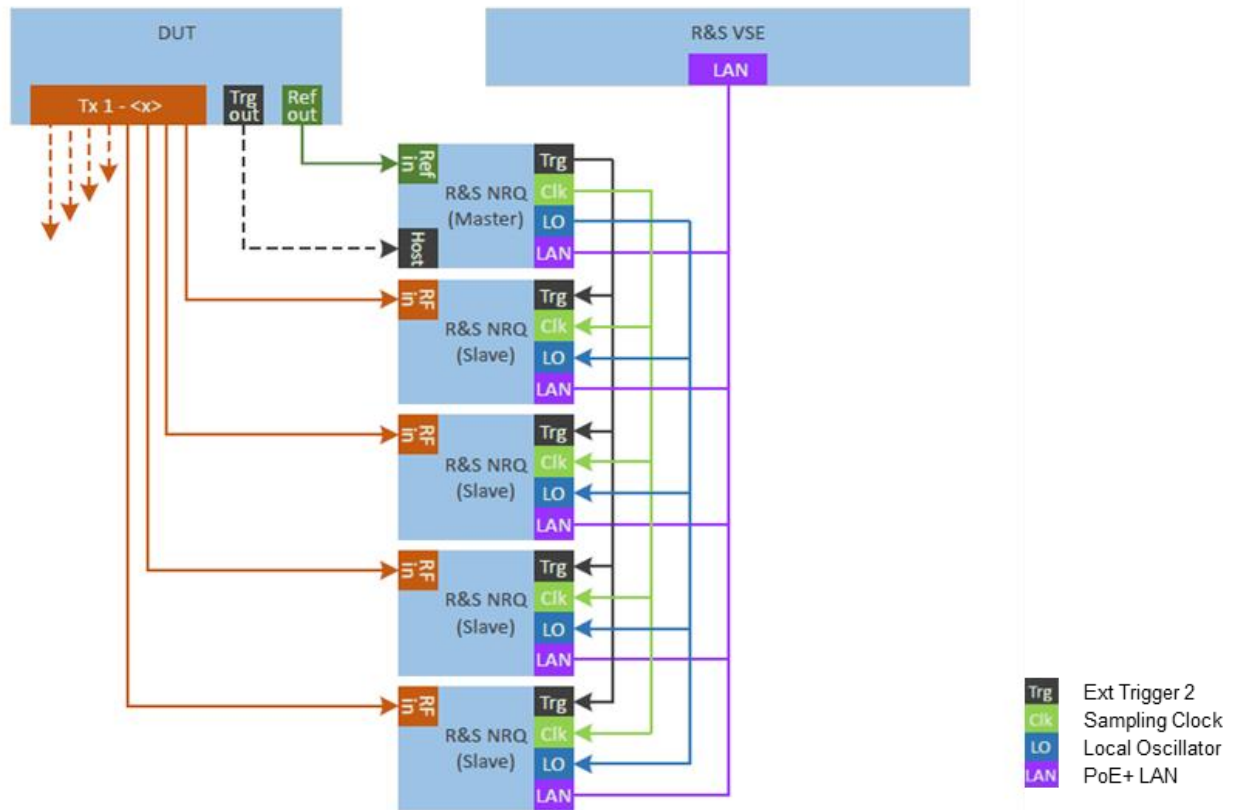 DUT
R&S VSE
LAN
Tx 1 - <x>
Trg
out
Ref
out
Ref
in
R&S NRQ
(Master)
Host
Trg
Clk
LO
LAN
RF
in
R&S NRQ
(Slave)
Trg
Clk
LO
LAN
RF
in
R&S NRQ
(Slave)
Trg
Clk
LO
LAN
RF
in
R&S NRQ
(Slave)
Trg
Clk
LO
LAN
RF
in
R&S NRQ
(Slave)
Trg
Clk
LO
LAN
Trg Ext Trigger 2
Clk Sampling Clock
LO Local Oscillator
LAN PoE+ LAN